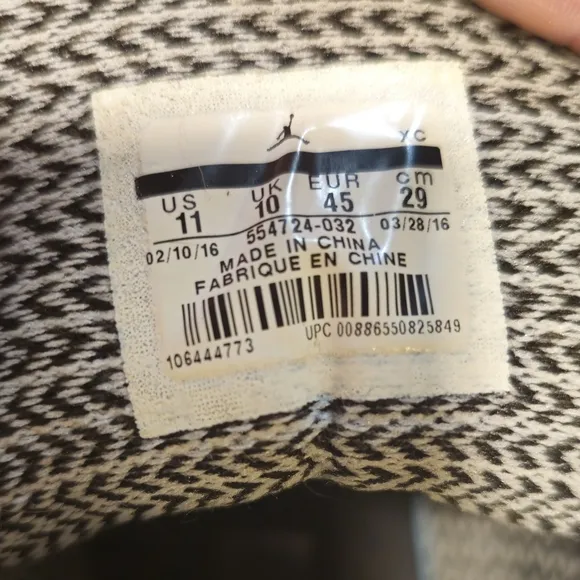 XC
US UK EUR cm
11 10 45 29
02/10/16 554724-032 03/28/16
MADE IN CHINA
FABRIQUE EN CHINE
106444773 UPC 00886550825849